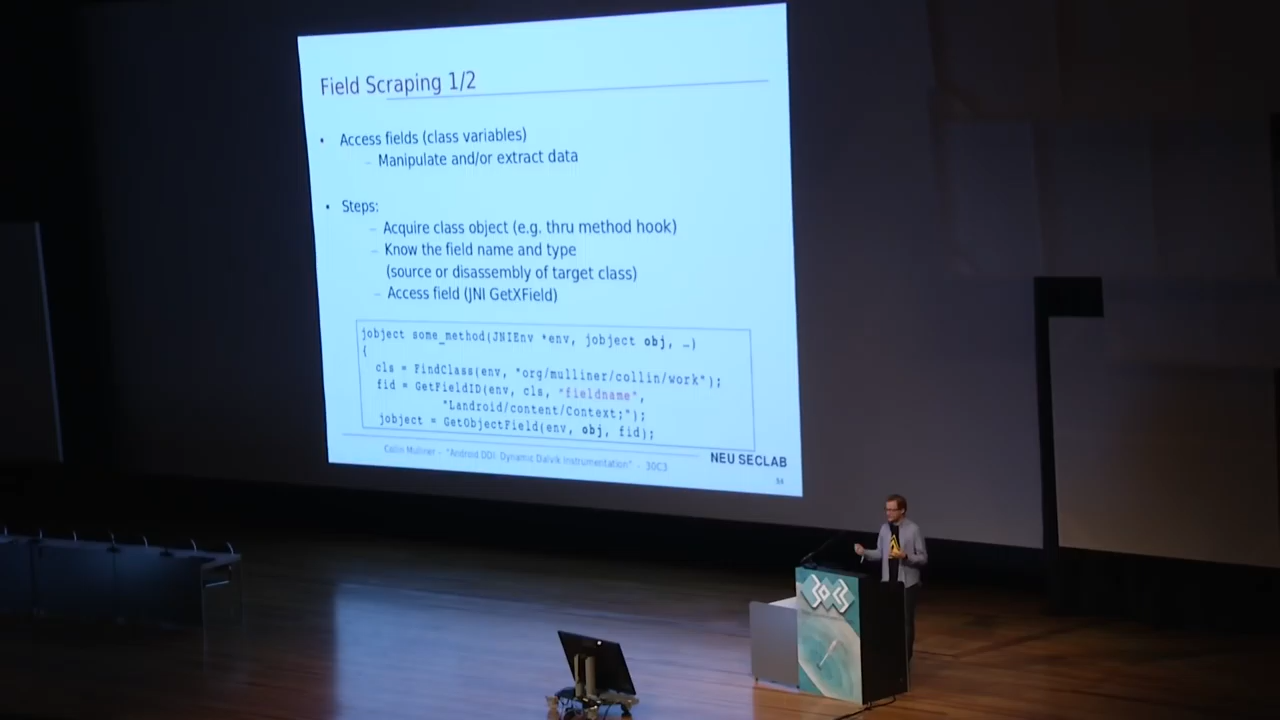 Field Scraping 1/2
• Access fields (class variables)
– Manipulate and/or extract data
• Steps:
– Acquire class object (e.g. thru method hook)
– Know the field name and type
(source or disassembly of target class)
– Access field (JNI GetXField)
jobject some_method(JNIEnv *env, jobject obj, …)
{
cls = FindClass(env, "org/mulliner/collin/work");
fid = GetFieldID(env, cls, "fieldname",
"Landroid/content/Context;");
jobject = GetObjectField(env, obj, fid);
Collin Mulliner - "Android DDI: Dynamic Dalvik Instrumentation" - 30C3
NEU SECLAB
54
30C3